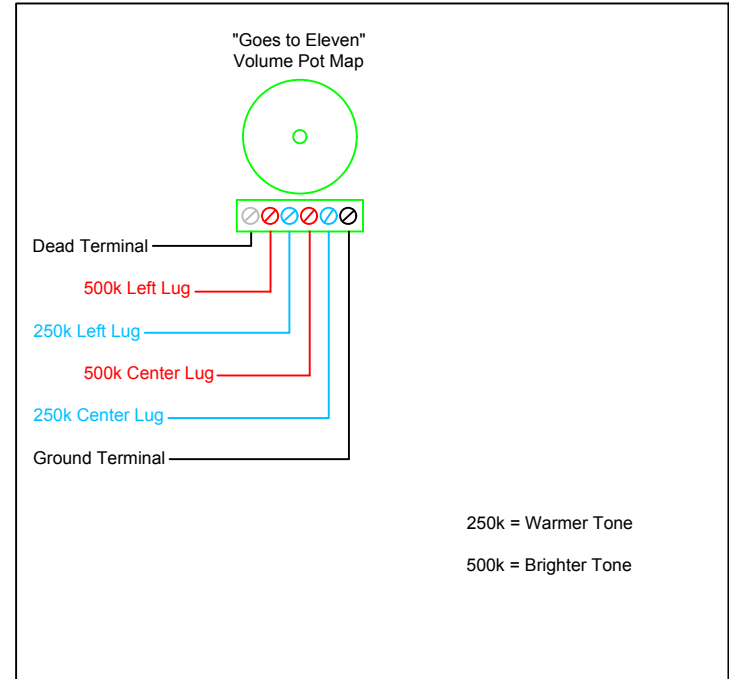 "Goes to Eleven"
Volume Pot Map
Dead Terminal
500k Left Lug
250k Left Lug
500k Center Lug
250k Center Lug
Ground Terminal
250k = Warmer Tone
500k = Brighter Tone